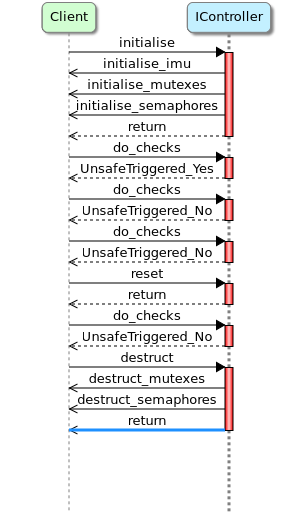 Client IController
initialise
initialise_imu
initialise_mutexes
initialise_semaphores
return
do_checks
UnsafeTriggered_Yes
do_checks
UnsafeTriggered_No
do_checks
UnsafeTriggered_No
reset
return
do_checks
UnsafeTriggered_No
destruct
destruct_mutexes
destruct_semaphores
return